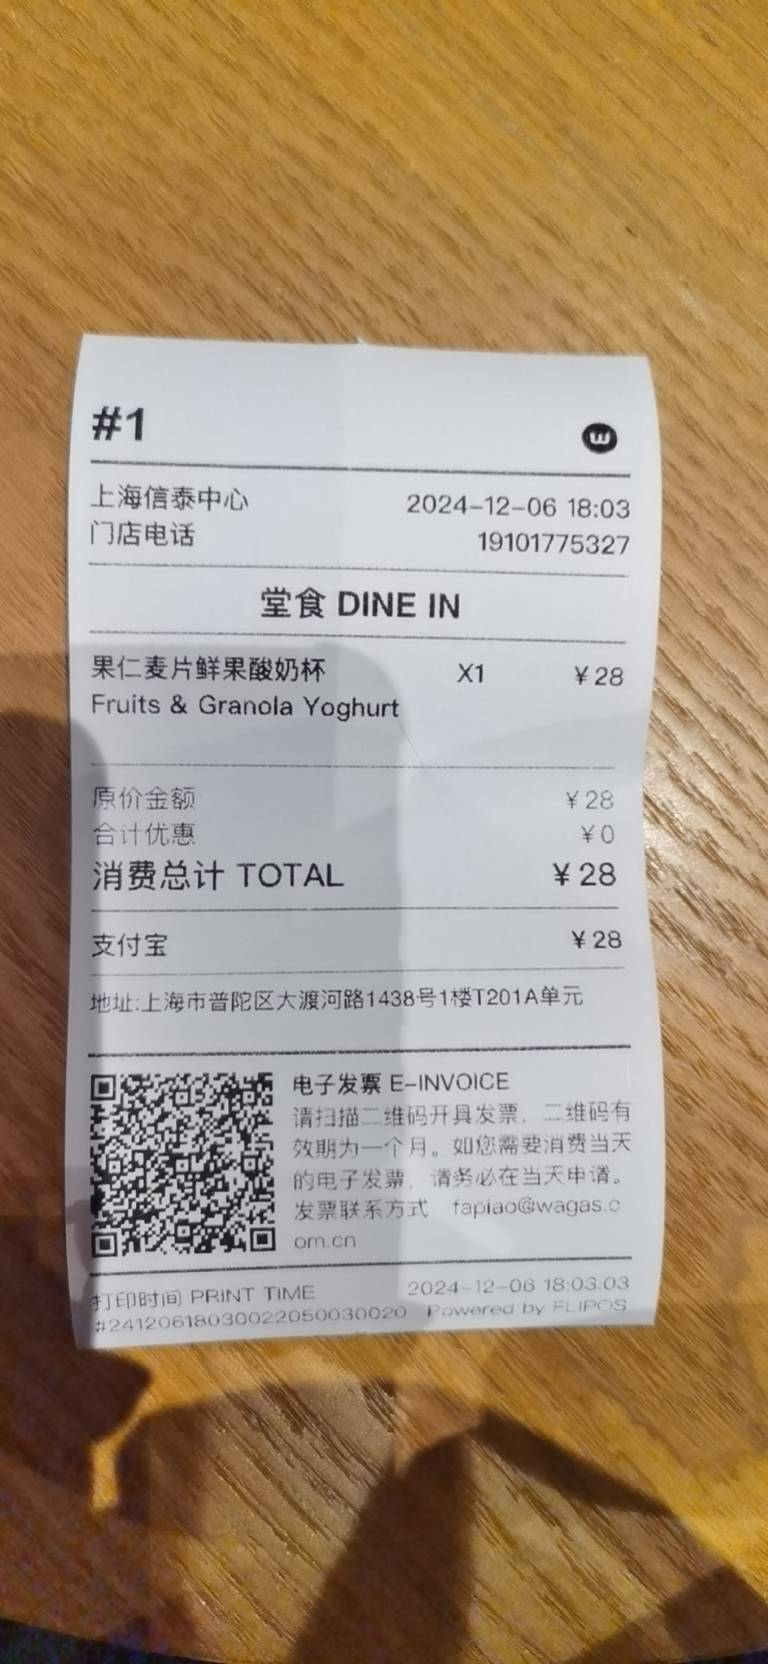 #1
上海信泰中心 2024-12-06 18:03
门店电话 19101775327
堂食 DINE IN
果仁麦片鲜果酸奶杯 X1 ¥28
Fruits & Granola Yoghurt
原价金额 ¥28
合计优惠 ¥0
消费总计 TOTAL ¥28
支付宝 ¥28
地址:上海市普陀区大渡河路1438号1楼T201A单元
电子发票 E-INVOICE
请扫描二维码开具发票，二维码有
效期为一个月。如您需要消费当天
的电子发票，请务必在当天申请。
发票联系方式 fapiao@wagas.c
om.cn
打印时间 PRINT TIME 2024-12-06 18:03:03
#241206180300022050030020 Powered by FLIPOS